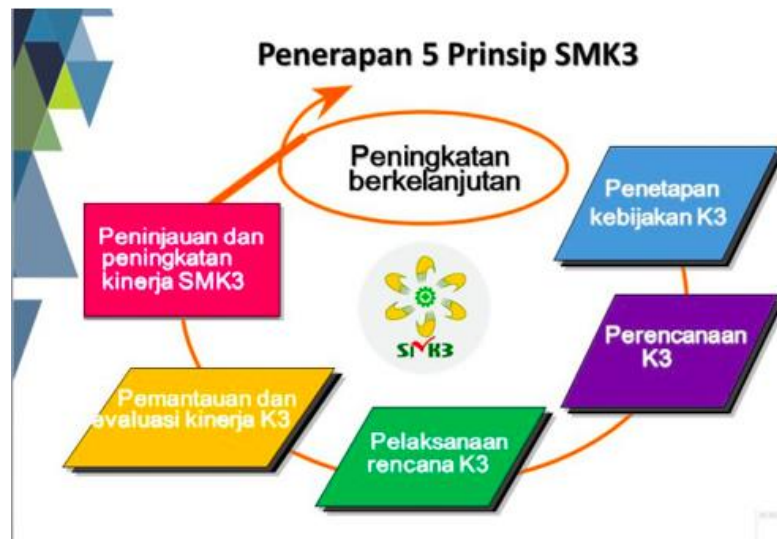 Penerapan 5 Prinsip SMK3
Peningkatan
berkelanjutan
Penetapan
kebijakan K3
Perencanaan
K3
Pelaksanaan
rencana K3
Pemantauan dan
evaluasi kinerja K3
Peninjauan dan
peningkatan
kinerja SMK3
SMK3